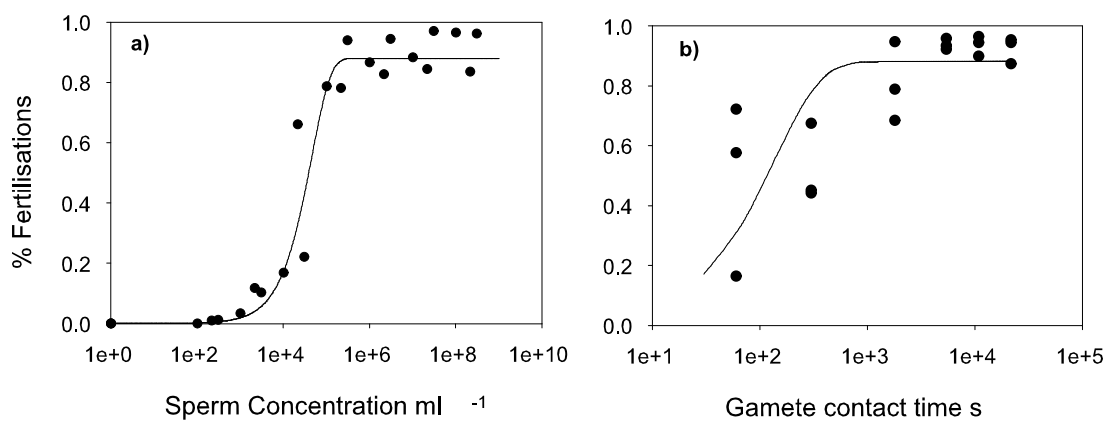 a)
% Fertilisations
1.0
0.8
0.6
0.4
0.2
0.0
1e+0 1e+2 1e+4 1e+6 1e+8 1e+10
Sperm Concentration ml -1
b)
1.0
0.8
0.6
0.4
0.2
0.0
1e+1 1e+2 1e+3 1e+4 1e+5
Gamete contact time s